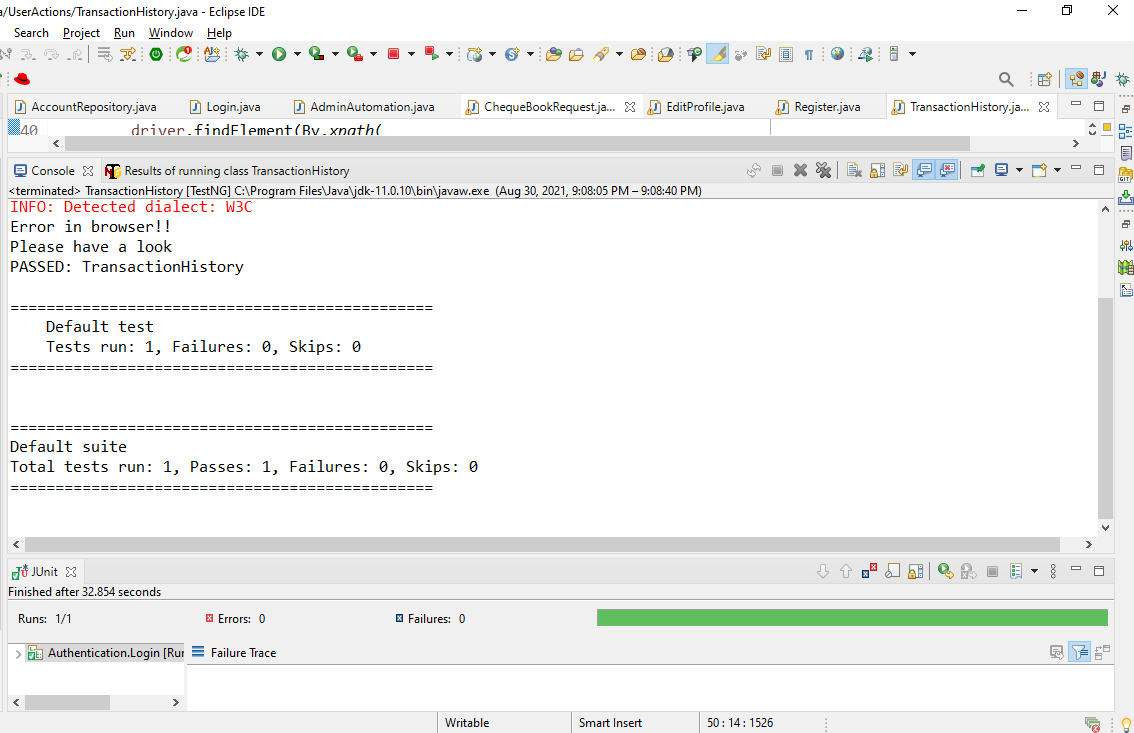 a/UserActions/TransactionHistory.java - Eclipse IDE
Search Project Run Window Help
AccountRepository.java Login.java AdminAutomation.java ChequeBookRequest.ja... EditProfile.java Register.java TransactionHistory.ja...
40 driver.findElement(By.xpath(
Console Results of running class TransactionHistory
<terminated> TransactionHistory [TestNG] C:\Program Files\Java\jdk-11.0.10\bin\javaw.exe (Aug 30, 2021, 9:08:05 PM – 9:08:40 PM)
INFO: Detected dialect: W3C
Error in browser!!
Please have a look
PASSED: TransactionHistory
===============================================
Default test
Tests run: 1, Failures: 0, Skips: 0
===============================================
===============================================
Default suite
Total tests run: 1, Passes: 1, Failures: 0, Skips: 0
===============================================
JUnit
Finished after 32.854 seconds
Runs: 1/1 Errors: 0 Failures: 0
Authentication.Login [Rur Failure Trace
Writable Smart Insert 50 : 14 : 1526